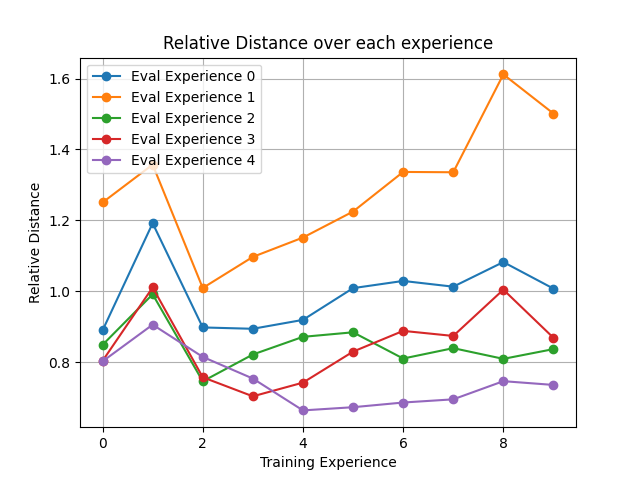 Relative Distance over each experience
Eval Experience 0
Eval Experience 1
Eval Experience 2
Eval Experience 3
Eval Experience 4
Relative Distance
1.6
1.4
1.2
1.0
0.8
0 2 4 6 8
Training Experience